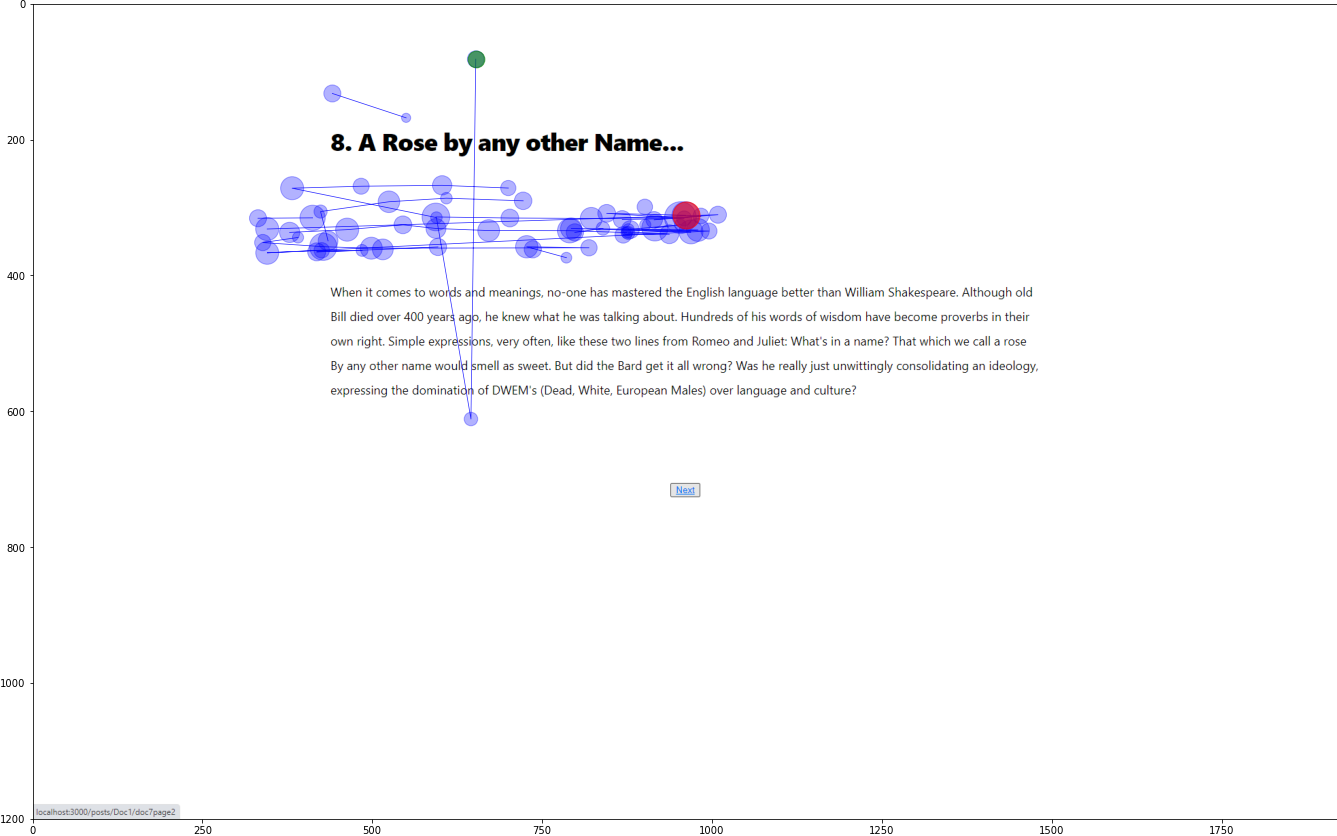 0
200
400
600
800
1000
1200
8. A Rose by any other Name...
When it comes to words and meanings, no-one has mastered the English language better than William Shakespeare. Although old
Bill died over 400 years ago, he knew what he was talking about. Hundreds of his words of wisdom have become proverbs in their
own right. Simple expressions, very often, like these two lines from Romeo and Juliet: What's in a name? That which we call a rose
By any other name would smell as sweet. But did the Bard get it all wrong? Was he really just unwittingly consolidating an ideology,
expressing the domination of DWEM's (Dead, White, European Males) over language and culture?
Next
localhost:3000/posts/Doc1/doc7page2
0 250 500 750 1000 1250 1500 1750